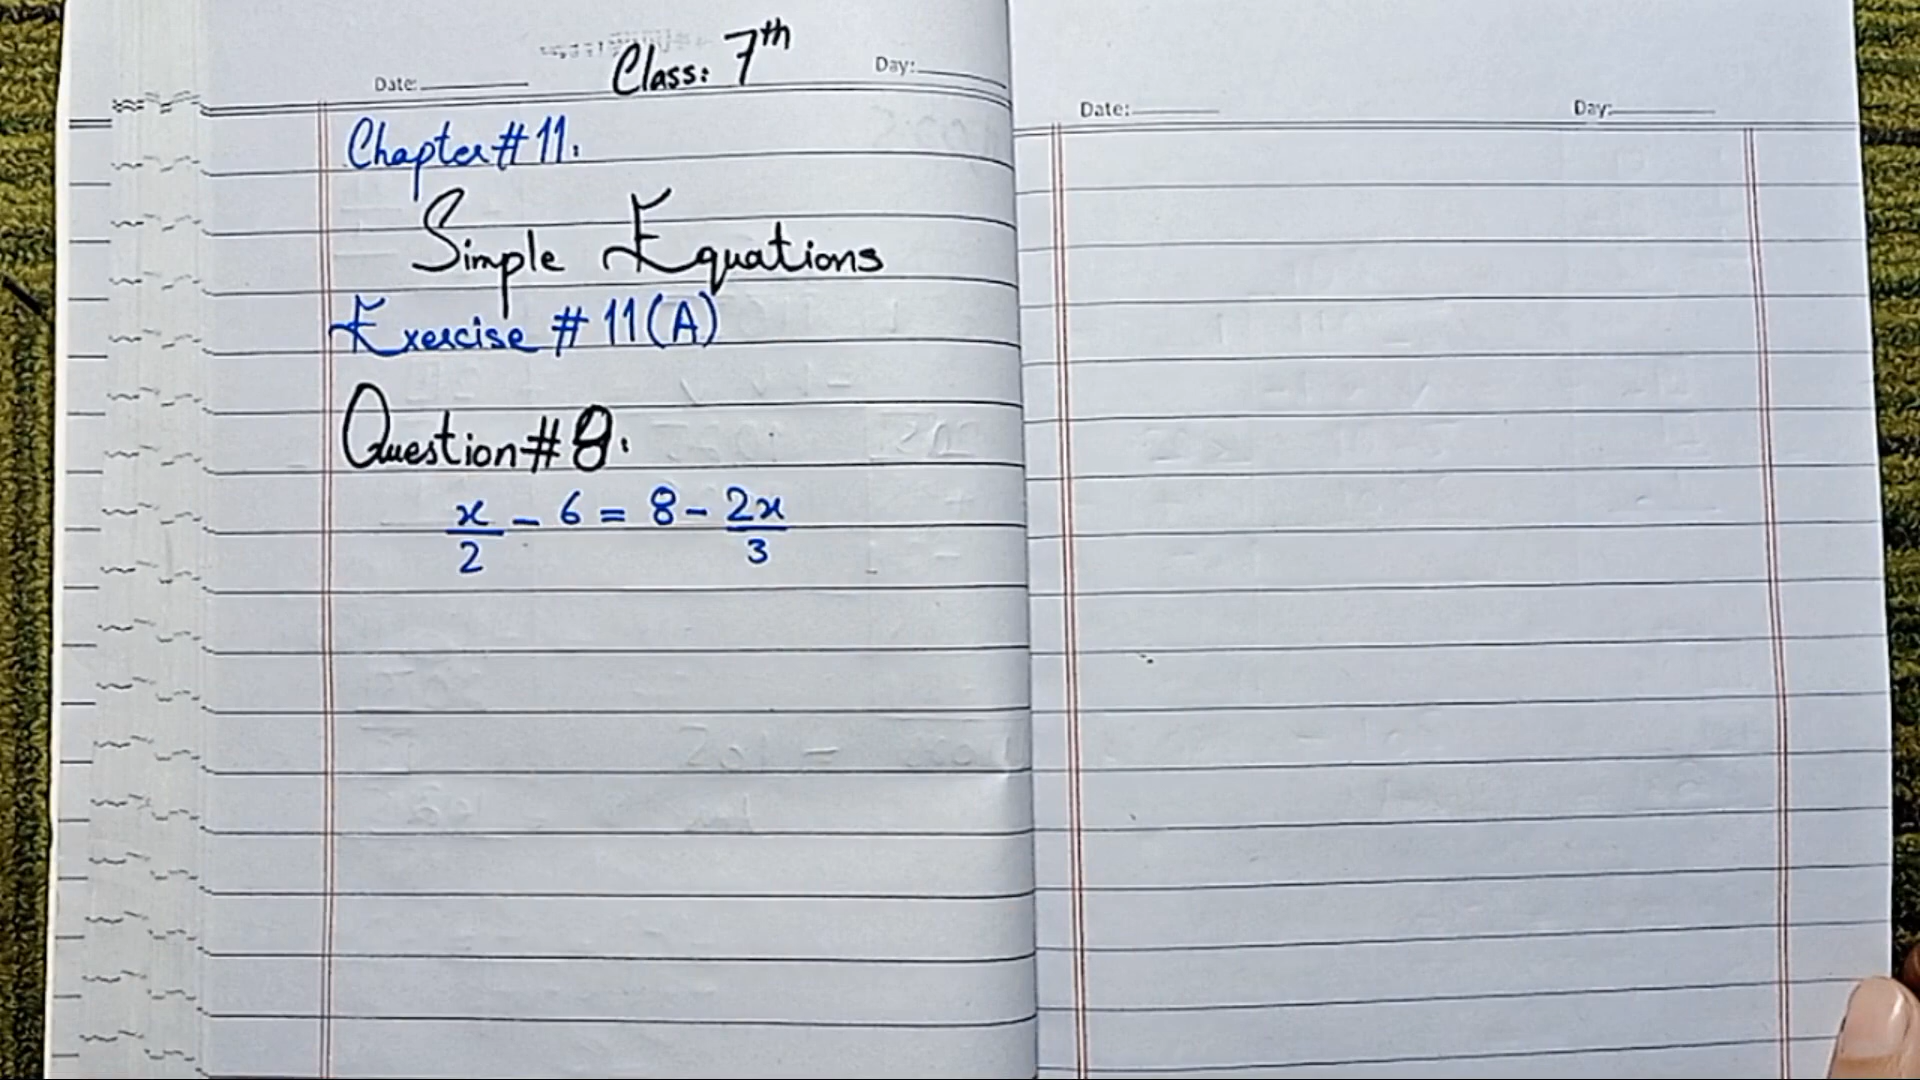 Class: 7th
Date: Day:
Chapter # 11:
Simple Equations
Exercise # 11(A)
Question # 8:
x/2 - 6 = 8 - 2x/3
Date: Day: